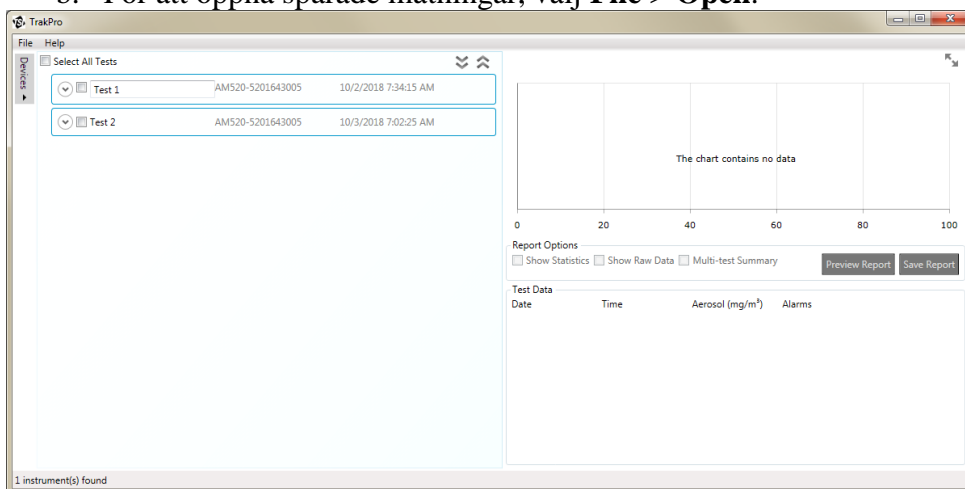 b. För att öppna sparade mätningar, välj File > Open.
TrakPro
File Help
Devices
Select All Tests
Test 1 AM520-5201643005 10/2/2018 7:34:15 AM
Test 2 AM520-5201643005 10/3/2018 7:02:25 AM
The chart contains no data
0 20 40 60 80 100
Report Options
Show Statistics Show Raw Data Multi-test Summary Preview Report Save Report
Test Data
Date Time Aerosol (mg/m³) Alarms
1 instrument(s) found